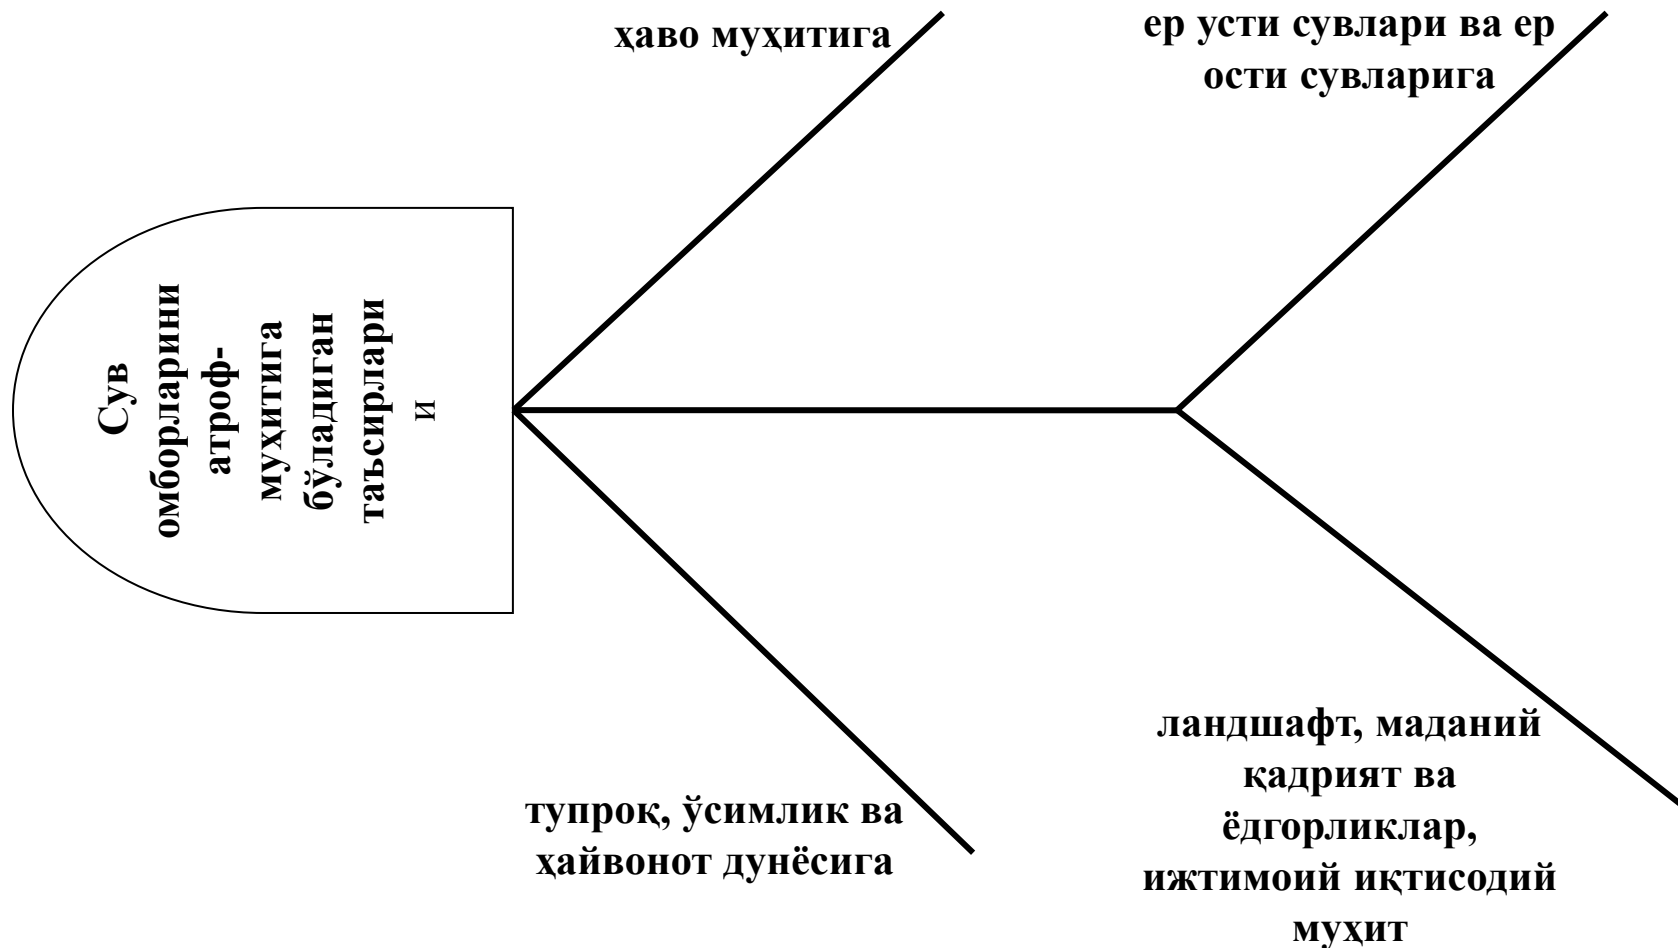 ҳаво муҳитига
ер усти сувлари ва ер
ости сувларига
Сув
омборларини
атроф-
муҳитига
бўладиган
таъсирлари
и
тупроқ, ўсимлик ва
ҳайвонот дунёсига
ландшафт, маданий
қадрият ва
ёдгорликлар,
ижтимоий иқтисодий
муҳит